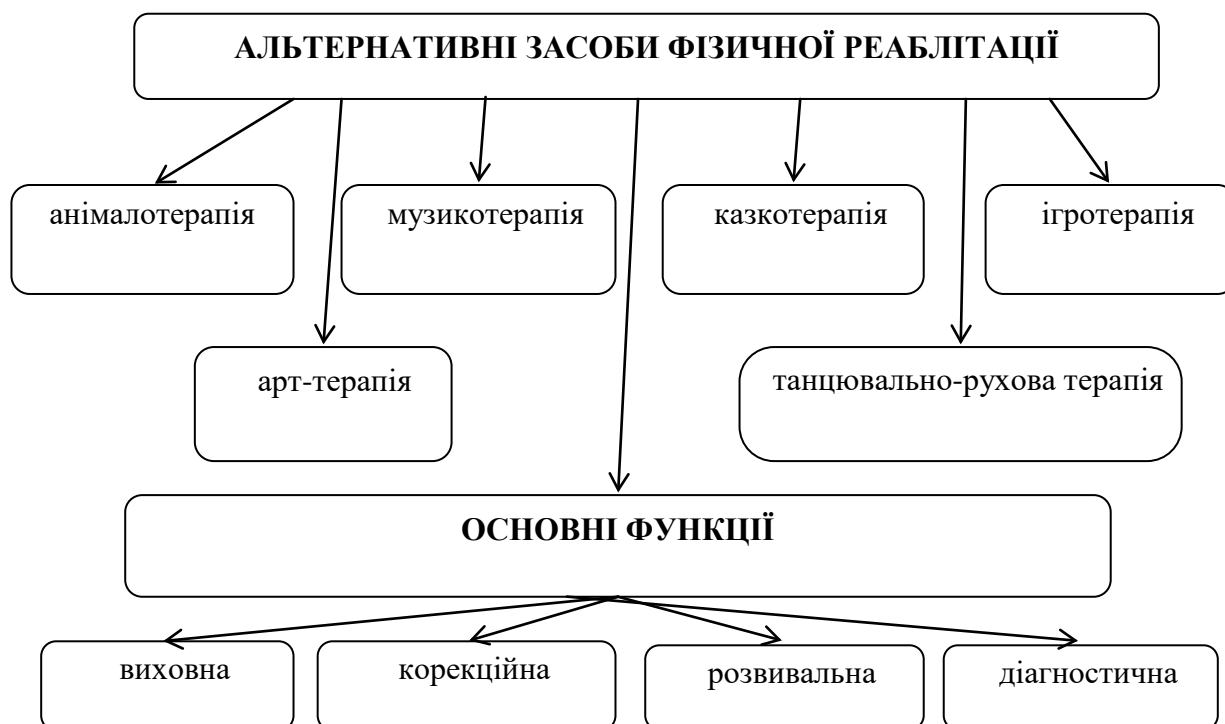 АЛЬТЕРНАТИВНІ ЗАСОБИ ФІЗИЧНОЇ РЕАБЛІТАЦІЇ
анімалотерапія
музикотерапія
казкотерапія
ігротерапія
арт-терапія
танцювально-рухова терапія
ОСНОВНІ ФУНКЦІЇ
виховна
корекційна
розвивальна
діагностична